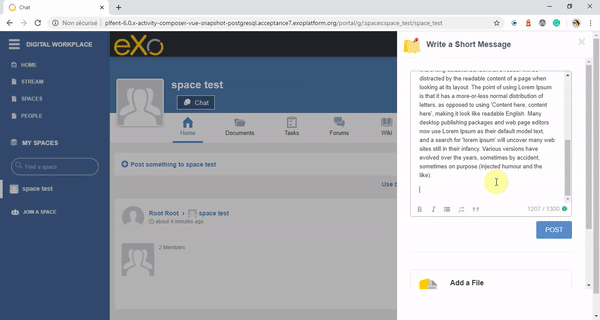 Chat
Non sécurisé | plfent-6.0.x-activity-composer-vue-snapshot-postgresql.acceptance7.exoplatform.org/portal/g/:spaces:space_test/space_test
DIGITAL WORKPLACE
HOME
STREAM
SPACES
PEOPLE
MY SPACES
Find a space
space test
JOIN A SPACE
eXo
space test
Chat
Home
Documents
Tasks
Forums
Wiki
Post something to space test
Use t
Root Root > space test
about 4 minutes ago
2 Members
Write a Short Message
distracted by the readable content of a page when
looking at its layout. The point of using Lorem Ipsum
is that it has a more-or-less normal distribution of
letters, as opposed to using 'Content here, content
here', making it look like readable English. Many
desktop publishing packages and web page editors
now use Lorem Ipsum as their default model text,
and a search for 'lorem ipsum' will uncover many web
sites still in their infancy. Various versions have
evolved over the years, sometimes by accident,
sometimes on purpose (injected humour and the
like).
B I
1207 / 1300
POST
Add a File